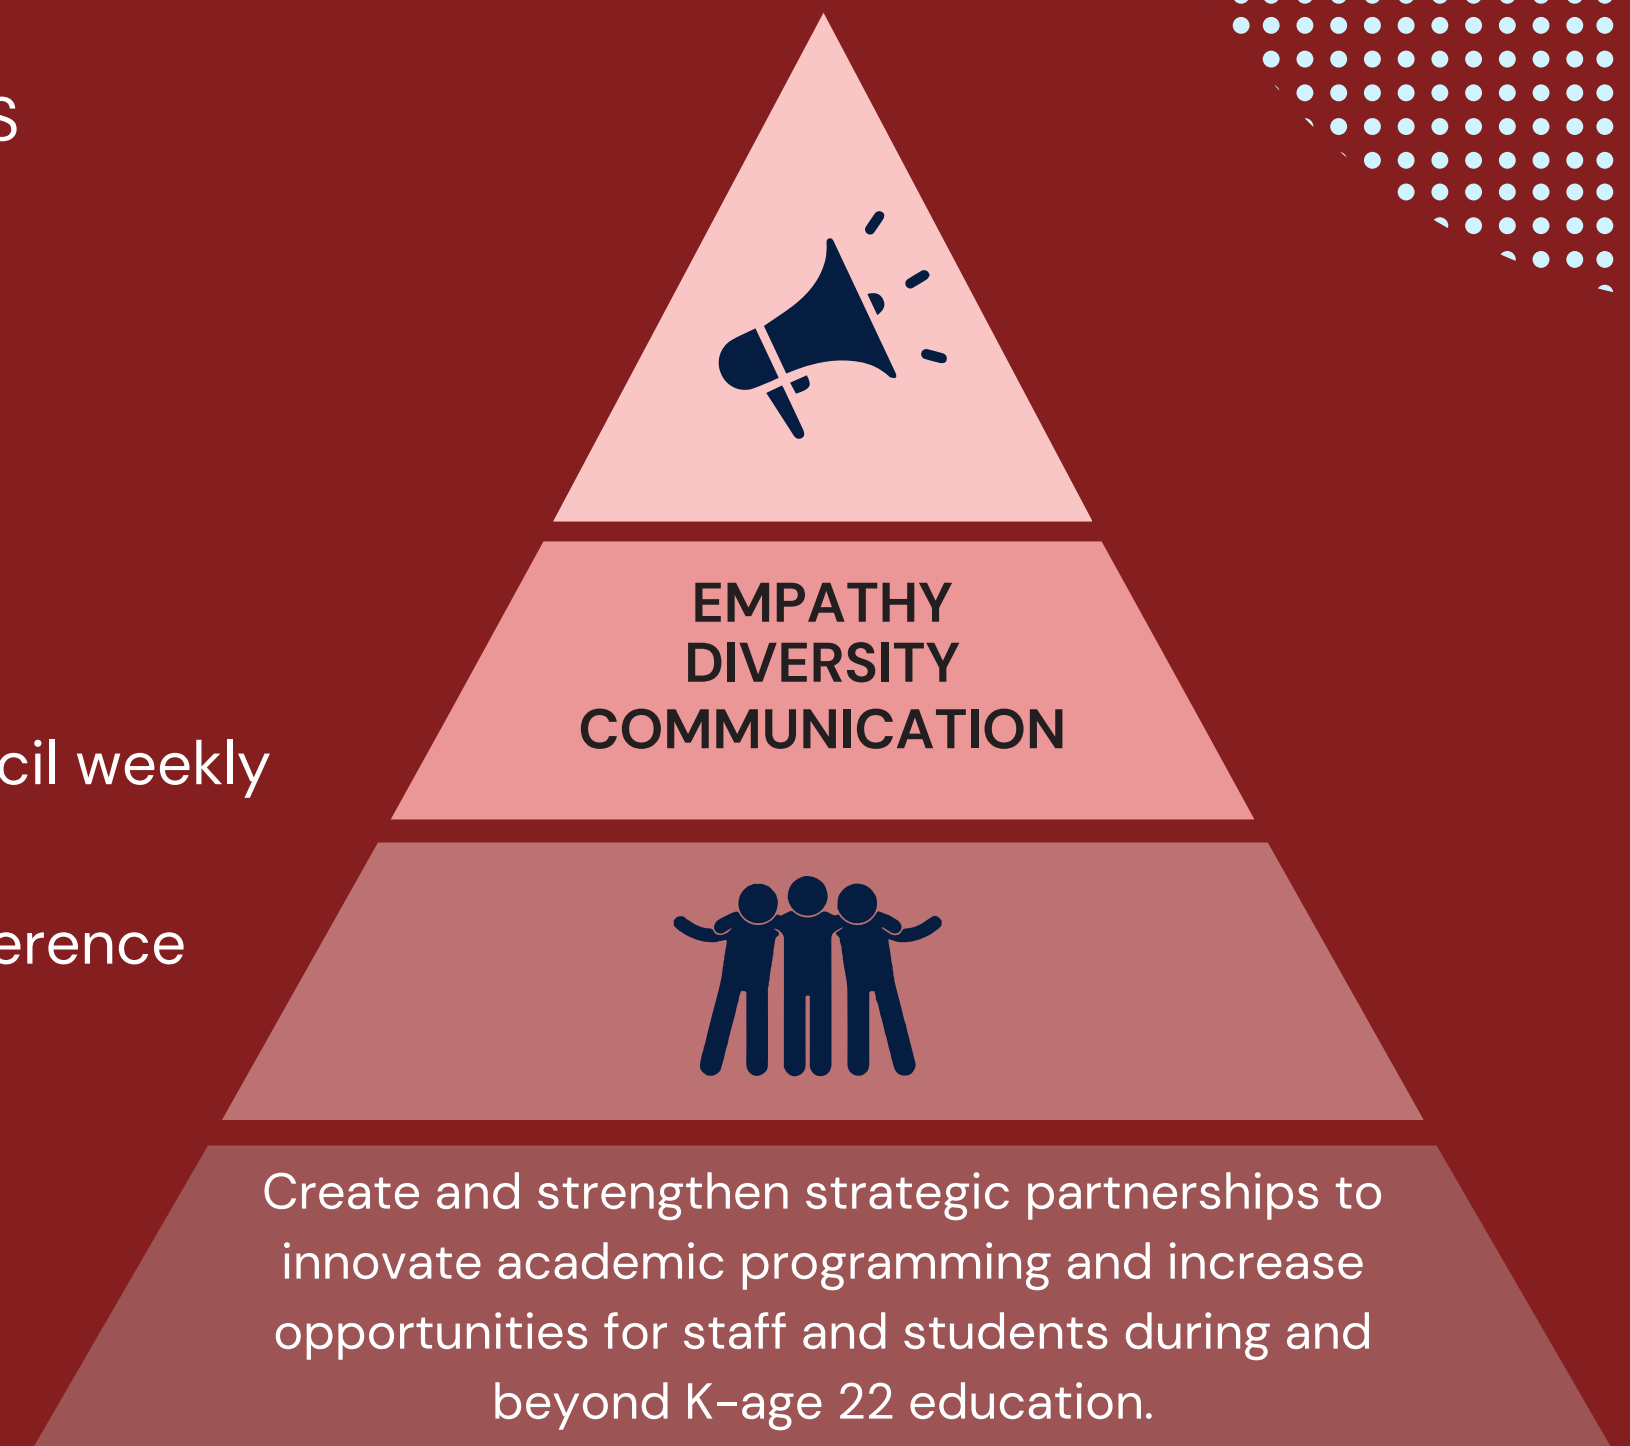 S
EMPATHY
DIVERSITY
COMMUNICATION
cil weekly
erence
Create and strengthen strategic partnerships to
innovate academic programming and increase
opportunities for staff and students during and
beyond K-age 22 education.